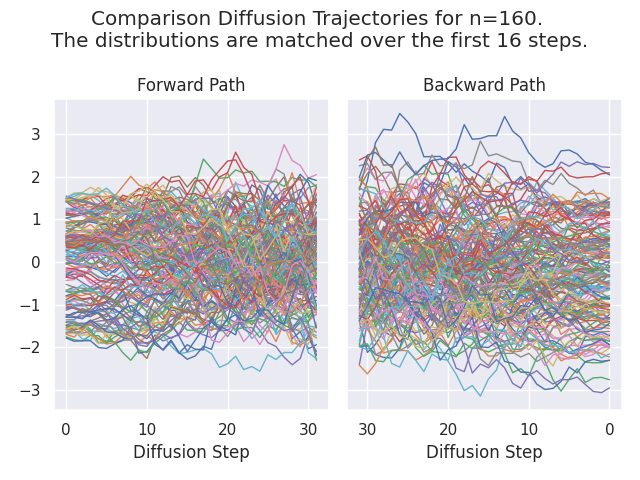 Comparison Diffusion Trajectories for n=160.
The distributions are matched over the first 16 steps.
Forward Path
Backward Path
3
2
1
0
−1
−2
−3
0 10 20 30
30 20 10 0
Diffusion Step
Diffusion Step